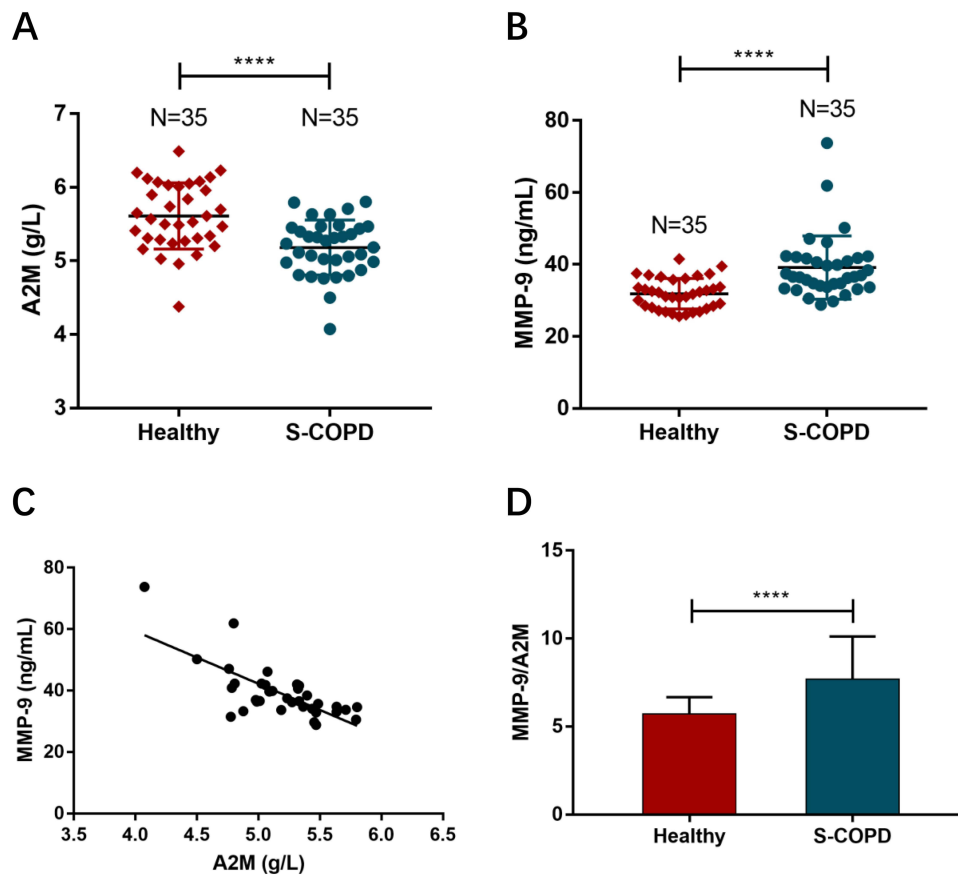 A
****
N=35 N=35
7
6
5
4
3
A2M (g/L)
Healthy S-COPD
B
****
N=35
N=35
80
60
40
20
0
MMP-9 (ng/mL)
Healthy S-COPD
C
80
60
40
20
0
MMP-9 (ng/mL)
3.5 4.0 4.5 5.0 5.5 6.0 6.5
A2M (g/L)
D
****
15
10
5
0
MMP-9/A2M
Healthy S-COPD